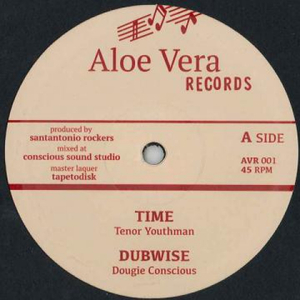 Aloe Vera
RECORDS
produced by
santantonio rockers
mixed at
conscious sound studio
master laquer
tapetodisk
A SIDE
AVR 001
45 RPM
TIME
Tenor Youthman
DUBWISE
Dougie Conscious